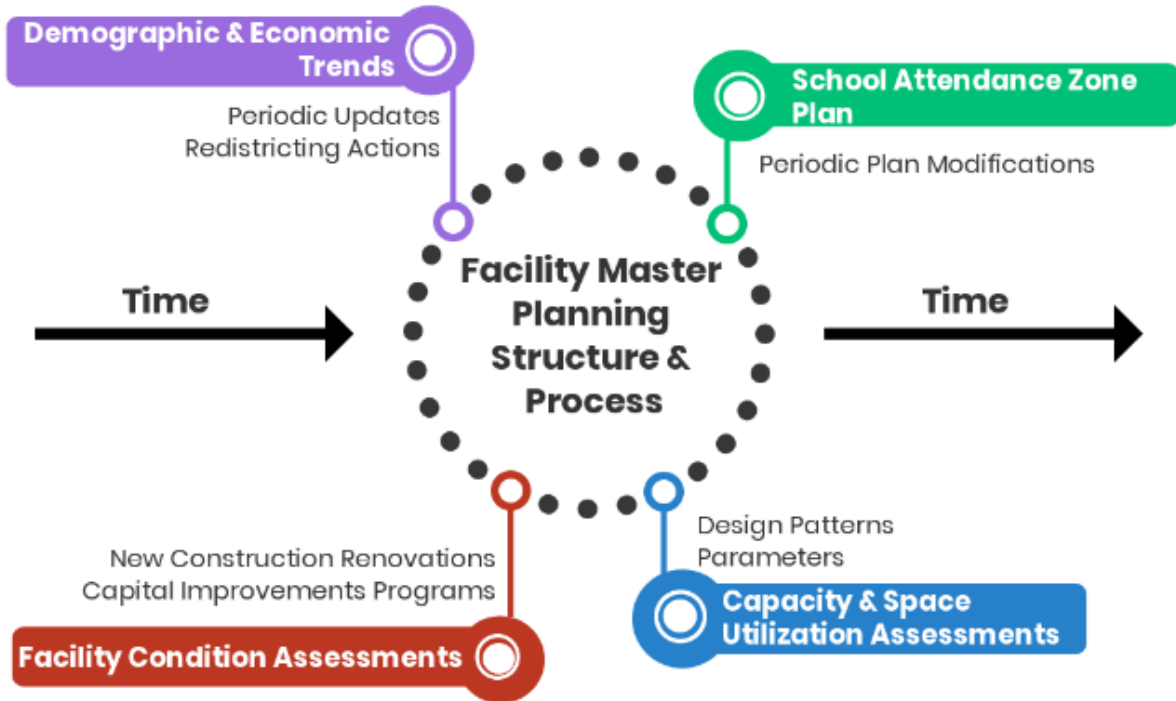 Demographic & Economic
Trends
Periodic Updates
Redistricting Actions
School Attendance Zone
Plan
Periodic Plan Modifications
Time
Facility Master
Planning
Structure &
Process
Time
New Construction Renovations
Capital Improvements Programs
Facility Condition Assessments
Design Patterns
Parameters
Capacity & Space
Utilization Assessments